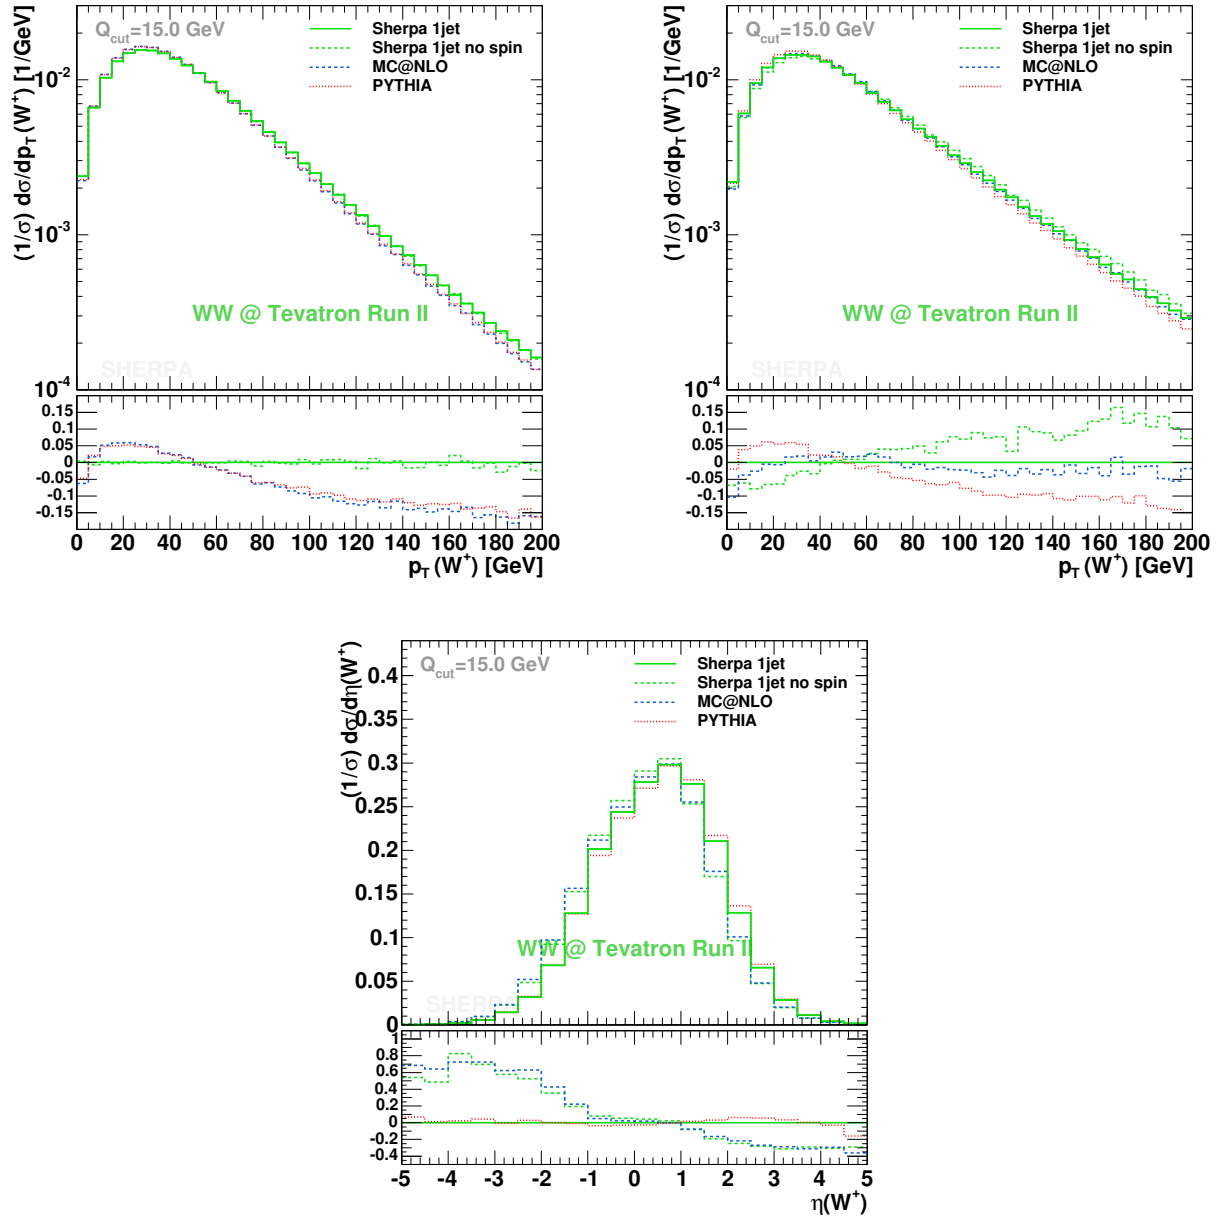 Q_cut=15.0 GeV
Sherpa 1jet
Sherpa 1jet no spin
MC@NLO
PYTHIA
(1/σ) dσ/dp_T(W⁺) [1/GeV]
10⁻²
10⁻³
10⁻⁴
WW @ Tevatron Run II
SHERPA
0.15
0.1
0.05
0
-0.05
-0.1
-0.15
0 20 40 60 80 100 120 140 160 180 200
p_T (W⁺) [GeV]
Q_cut=15.0 GeV
Sherpa 1jet
Sherpa 1jet no spin
MC@NLO
PYTHIA
(1/σ) dσ/dp_T(W⁺) [1/GeV]
10⁻²
10⁻³
10⁻⁴
WW @ Tevatron Run II
SHERPA
0.15
0.1
0.05
0
-0.05
-0.1
-0.15
0 20 40 60 80 100 120 140 160 180 200
p_T (W⁺) [GeV]
Q_cut=15.0 GeV
Sherpa 1jet
Sherpa 1jet no spin
MC@NLO
PYTHIA
(1/σ) dσ/dη(W⁺)
0.4
0.35
0.3
0.25
0.2
0.15
0.1
0.05
0
WW @ Tevatron Run II
SHERPA
1
0.8
0.6
0.4
0.2
0
-0.2
-0.4
-5 -4 -3 -2 -1 0 1 2 3 4 5
η(W⁺)